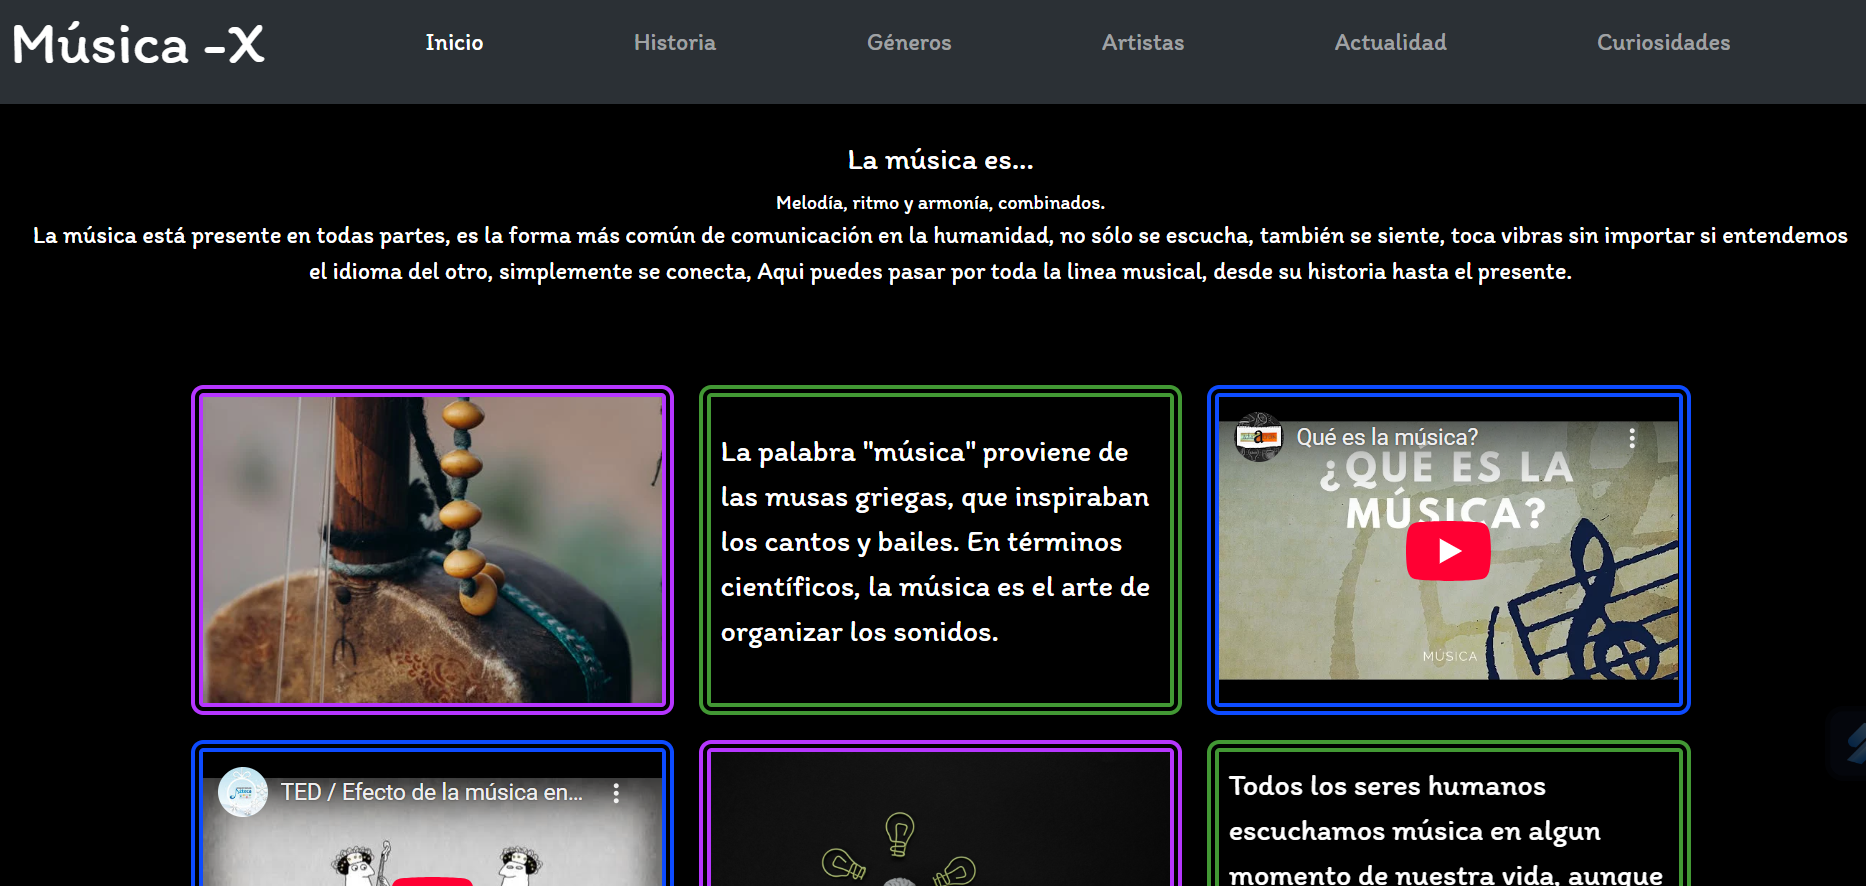 Música -X
Inicio
Historia
Géneros
Artistas
Actualidad
Curiosidades
La música es...
Melodía, ritmo y armonía, combinados.
La música está presente en todas partes, es la forma más común de comunicación en la humanidad, no sólo se escucha, también se siente, toca vibras sin importar si entendemos
el idioma del otro, simplemente se conecta, Aqui puedes pasar por toda la linea musical, desde su historia hasta el presente.
La palabra "música" proviene de
las musas griegas, que inspiraban
los cantos y bailes. En términos
científicos, la música es el arte de
organizar los sonidos.
Qué es la música?
¿QUÉ ES LA
MÚSICA?
MÚSICA
TED / Efecto de la música en...
Todos los seres humanos
escuchamos música en algun
momento de nuestra vida, aunque